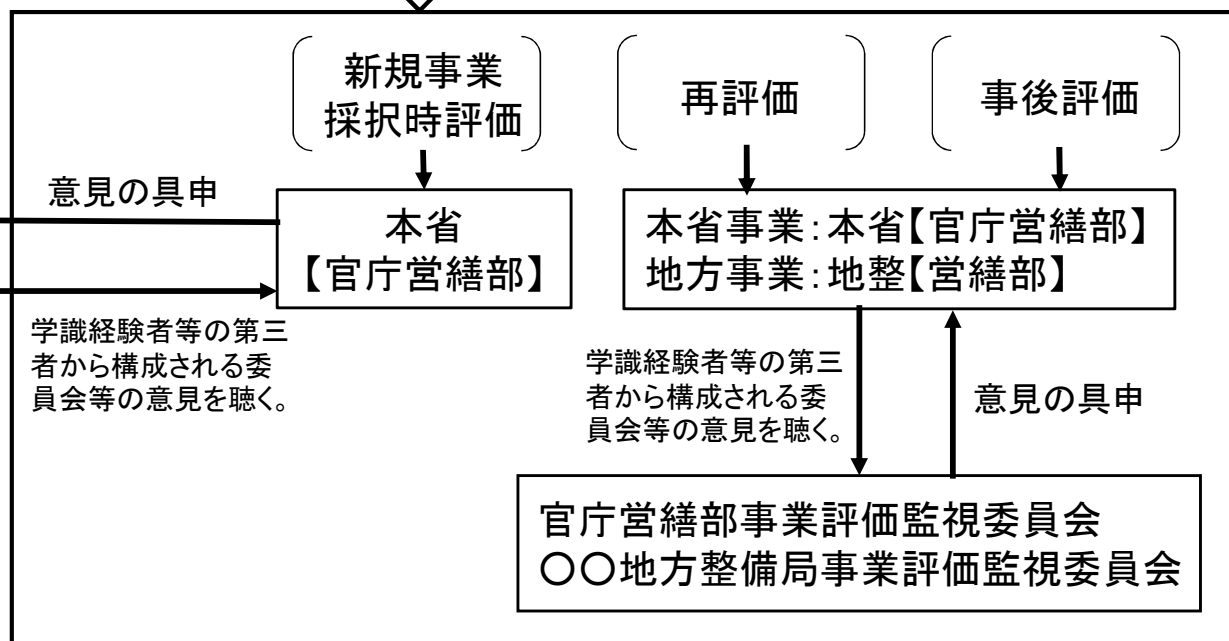 新規事業
採択時評価
再評価
事後評価
意見の具申
本省
【官庁営繕部】
本省事業:本省【官庁営繕部】
地方事業:地整【営繕部】
学識経験者等の第三
者から構成される委
員会等の意見を聴く。
学識経験者等の第三
者から構成される委
員会等の意見を聴く。
意見の具申
官庁営繕部事業評価監視委員会
〇〇地方整備局事業評価監視委員会